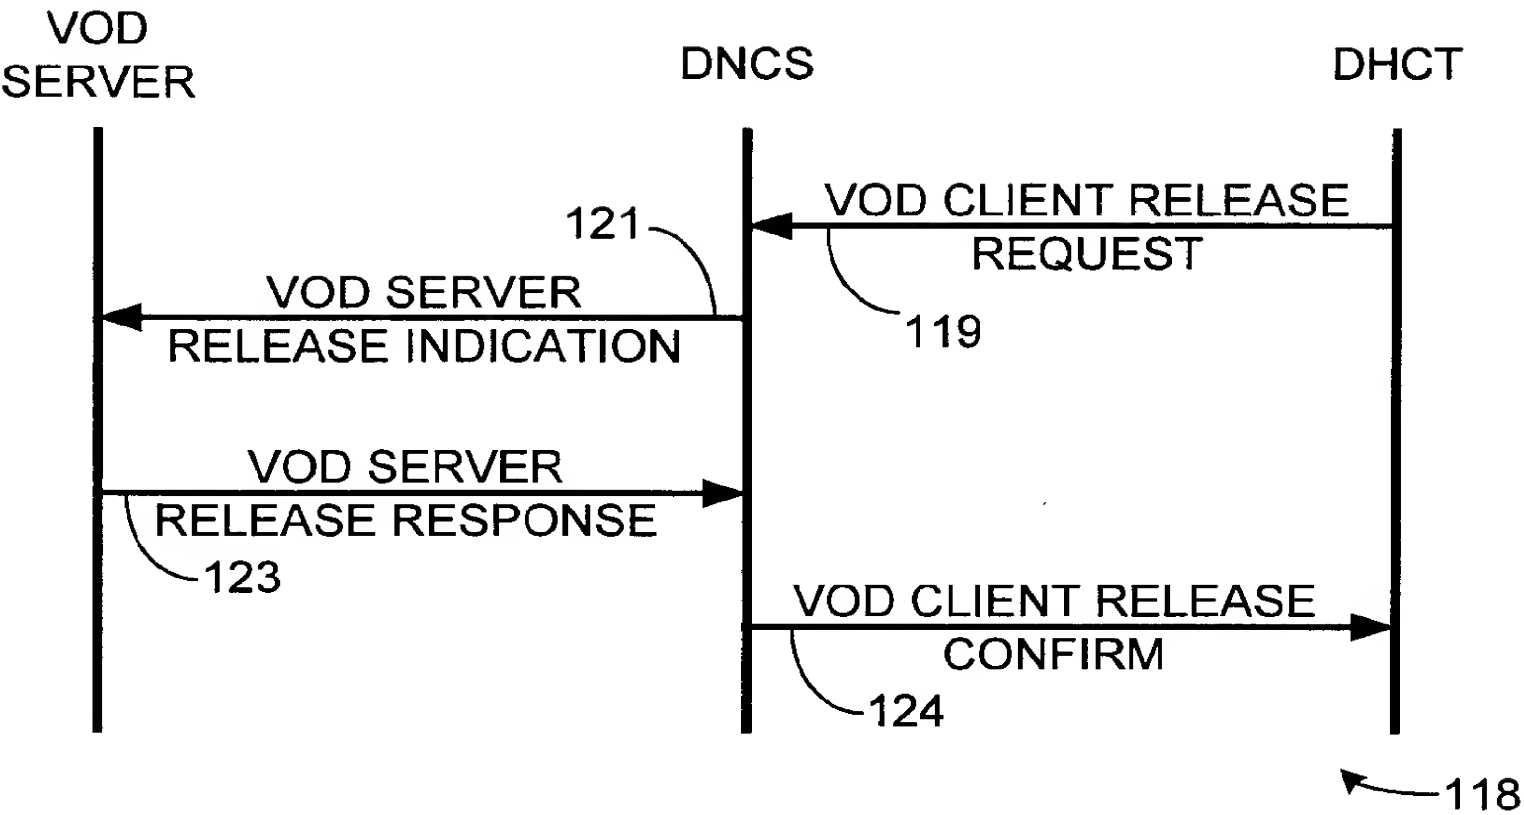 VOD
SERVER
DNCS
DHCT
VOD CLIENT RELEASE
REQUEST
119
121
VOD SERVER
RELEASE INDICATION
VOD SERVER
RELEASE RESPONSE
123
VOD CLIENT RELEASE
CONFIRM
124
118